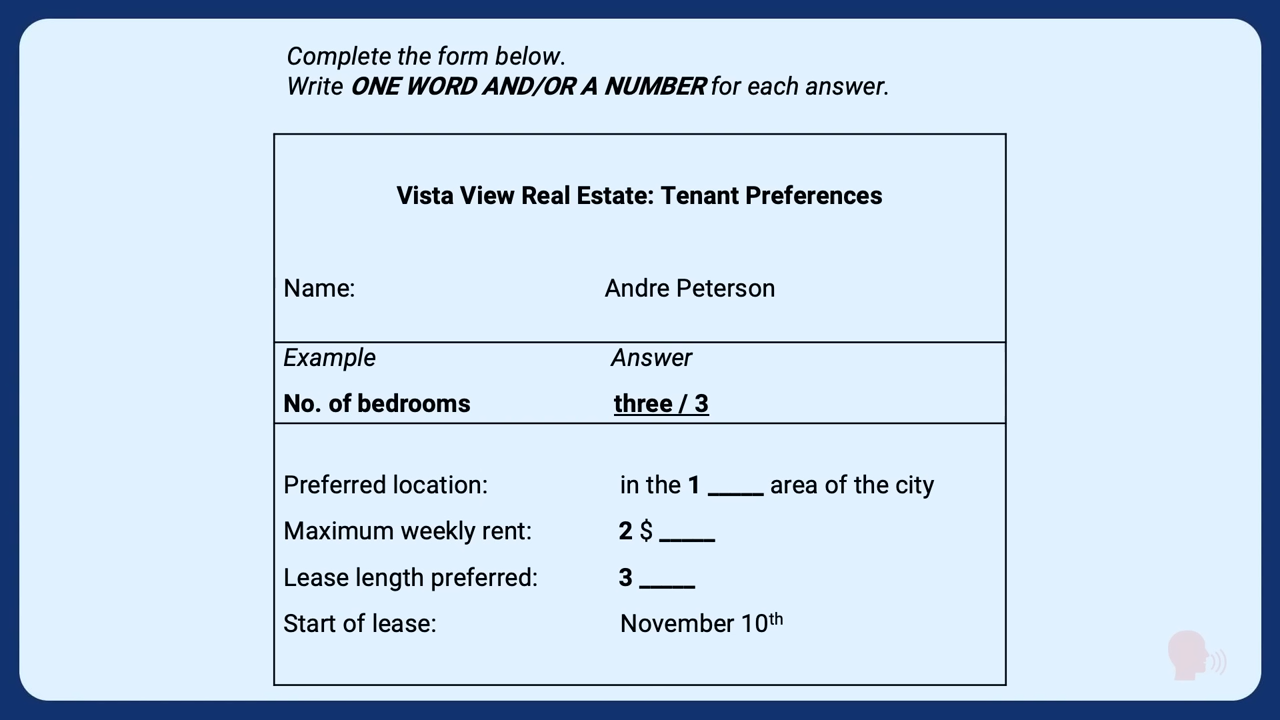 Complete the form below.
Write ONE WORD AND/OR A NUMBER for each answer.
Vista View Real Estate: Tenant Preferences
Name: Andre Peterson
Example Answer
No. of bedrooms three / 3
Preferred location: in the 1 _____ area of the city
Maximum weekly rent: 2 $ _____
Lease length preferred: 3 _____
Start of lease: November 10th